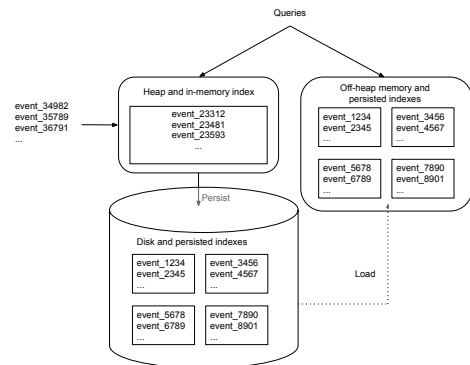 Queries
Heap and in-memory index
event_23312
event_23481
event_23593
...
Off-heap memory and
persisted indexes
event_1234
event_2345
...
event_3456
event_4567
...
event_5678
event_6789
...
event_7890
event_8901
...
event_34982
event_35789
event_36791
...
Persist
Disk and persisted indexes
event_1234
event_2345
...
event_3456
event_4567
...
event_5678
event_6789
...
event_7890
event_8901
...
Load